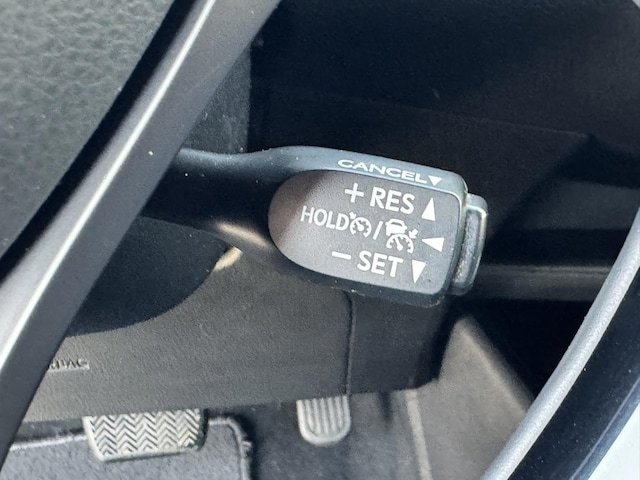 CANCEL▼
+ RES ▲
HOLD / ◀
− SET ▼